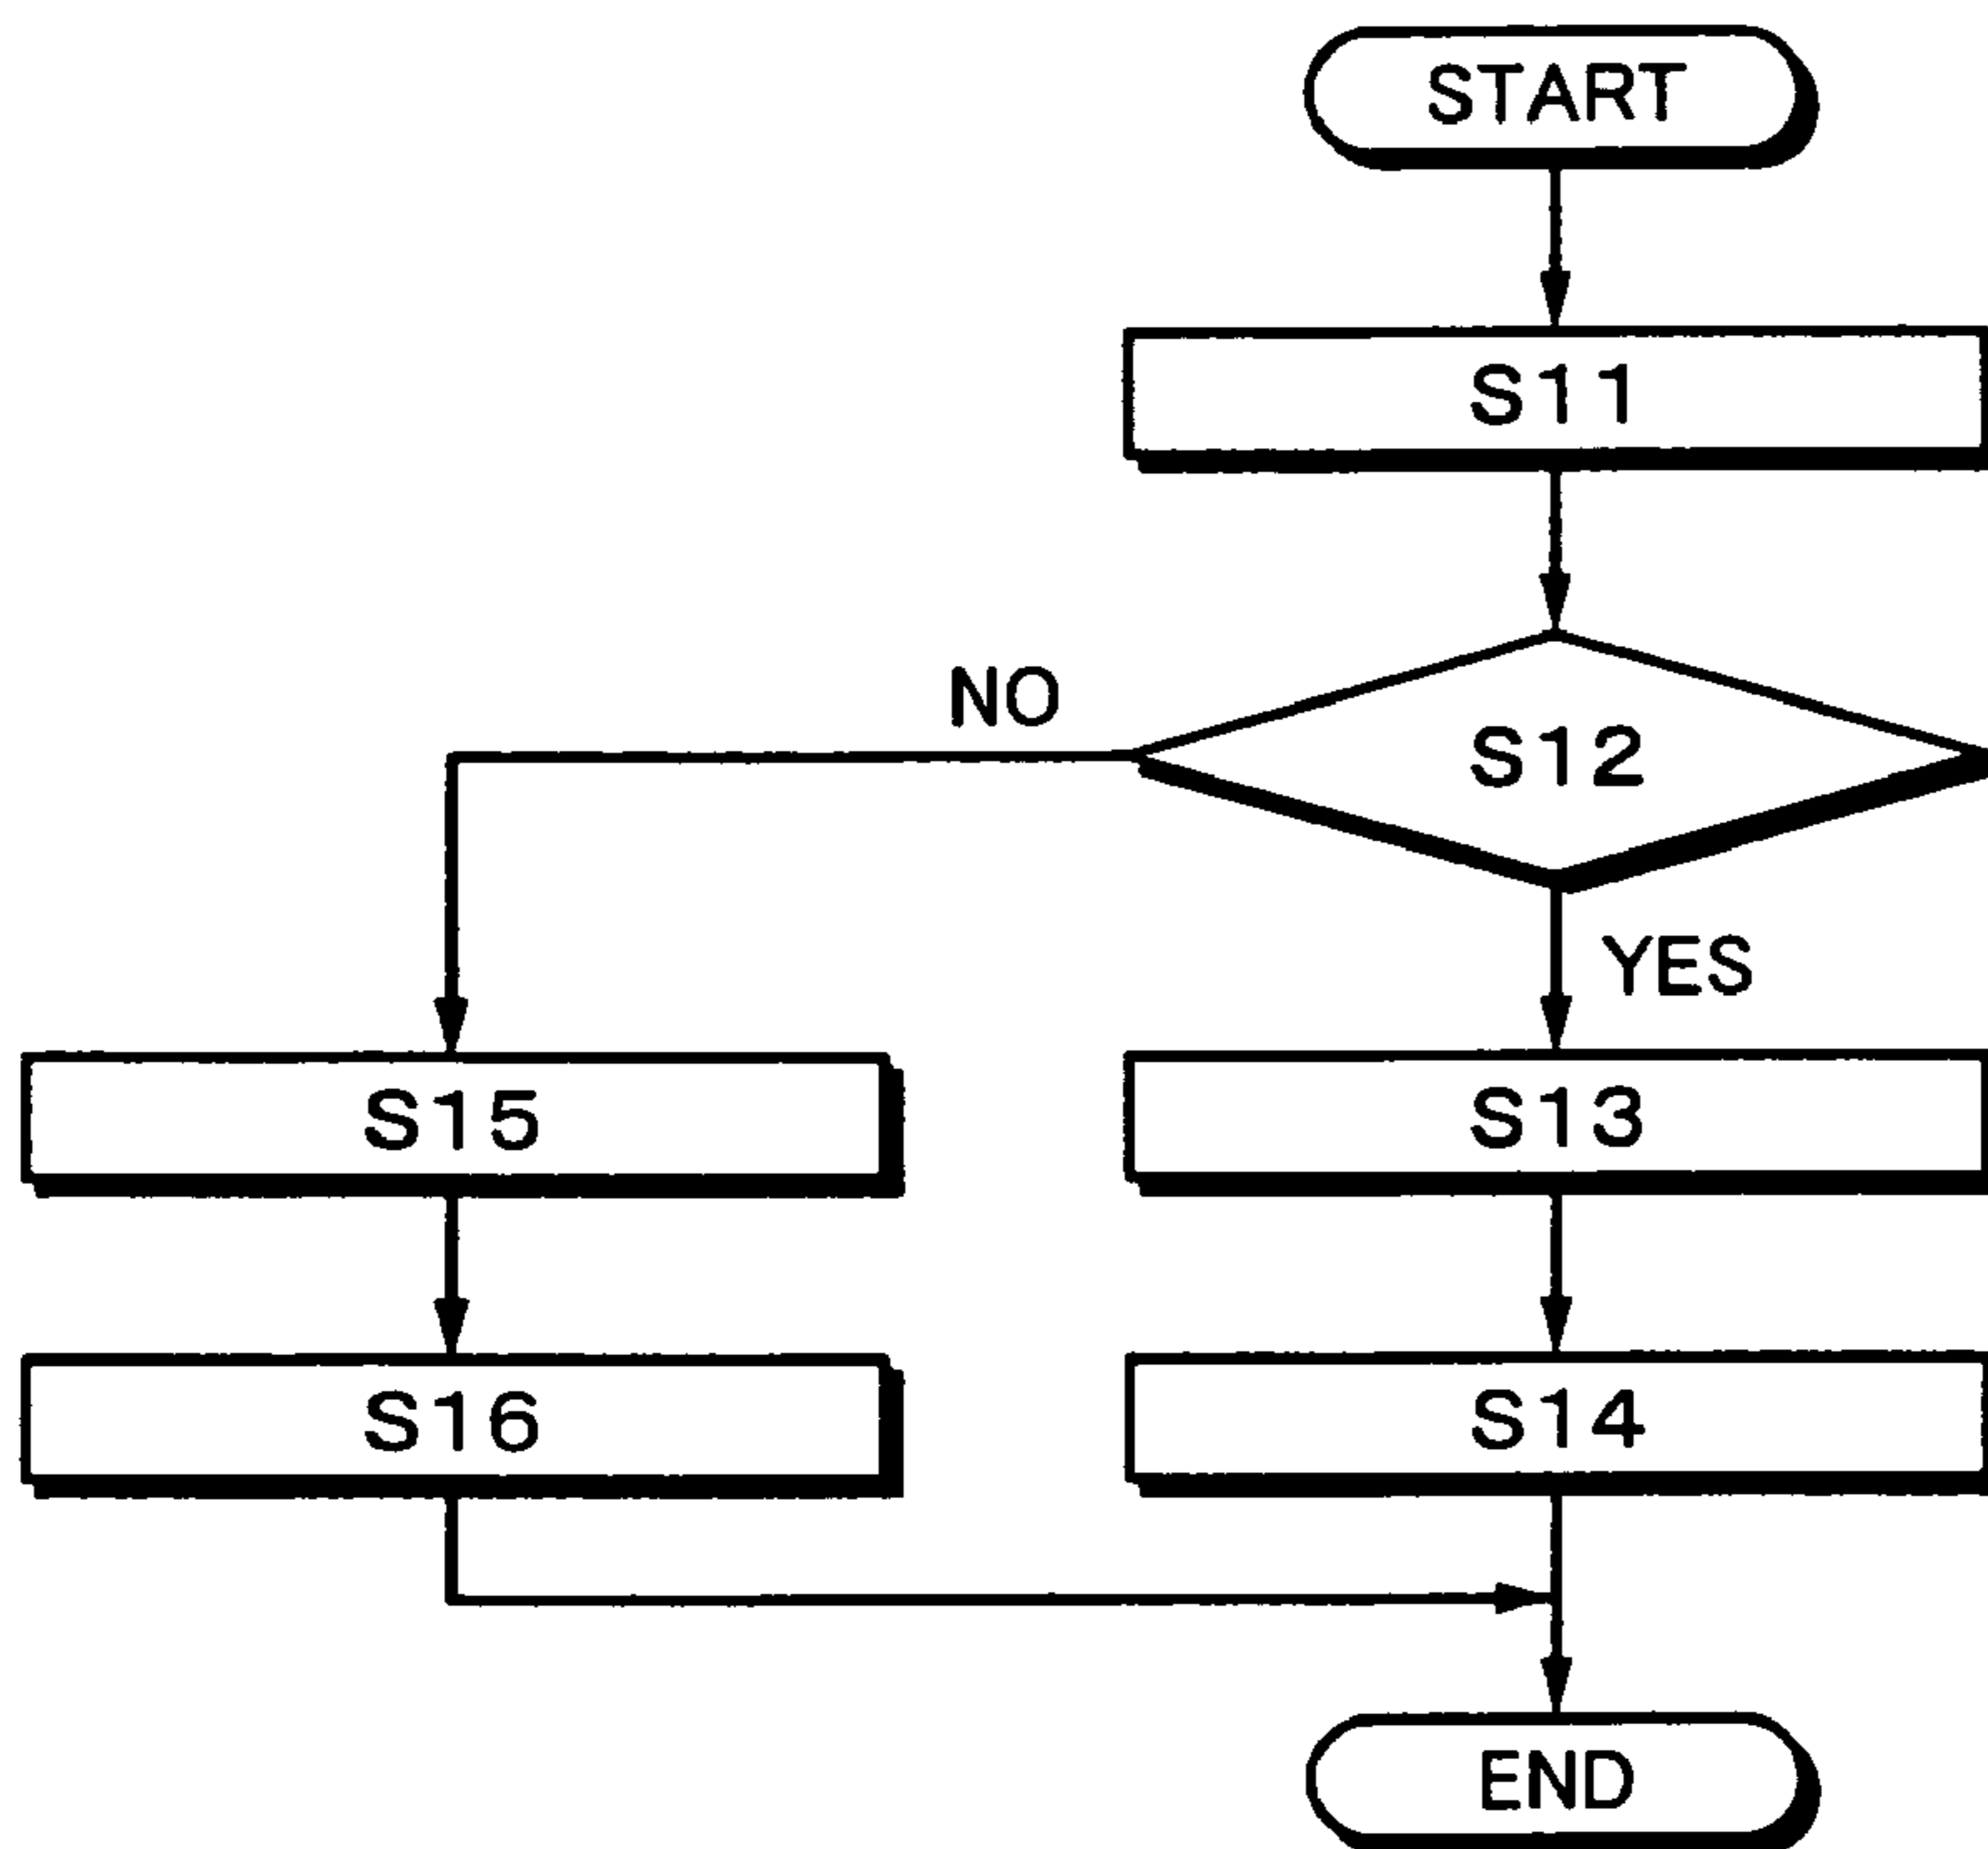 START
S11
NO
S12
YES
S15
S13
S16
S14
END